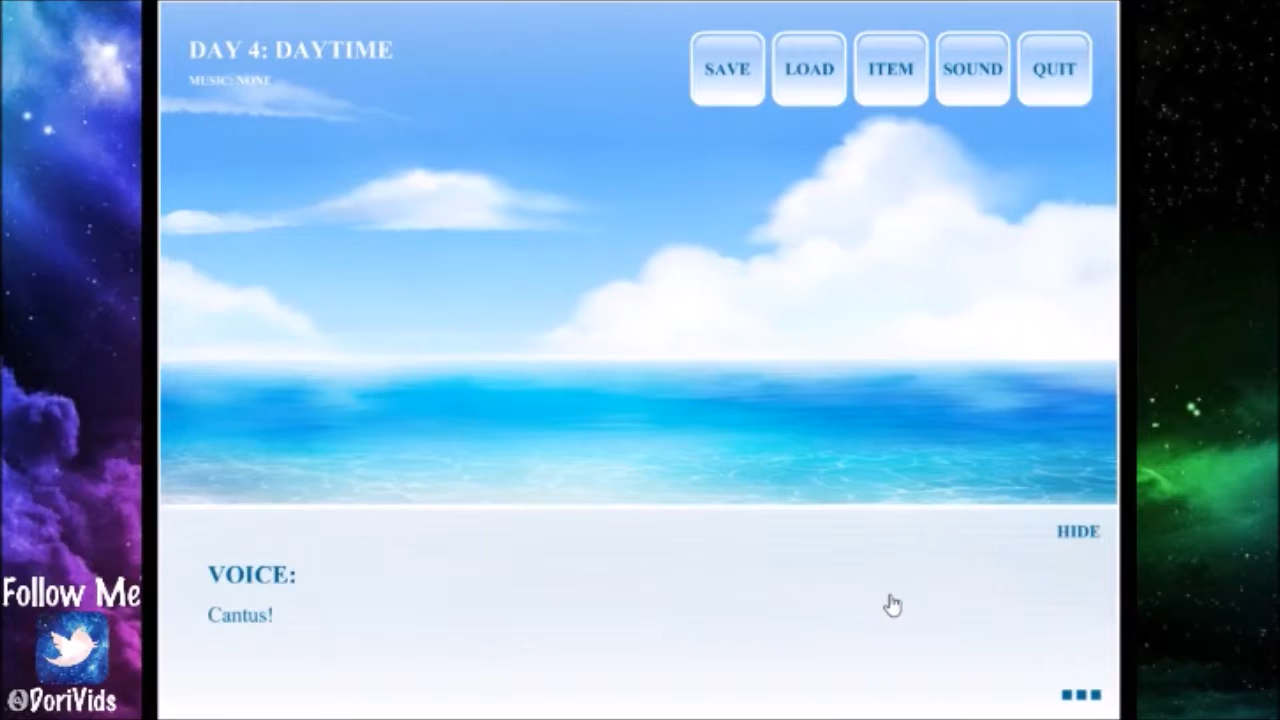 DAY 4: DAYTIME
MUSIC: NONE
SAVE
LOAD
ITEM
SOUND
QUIT
HIDE
VOICE:
Cantus!
Follow Me!
@DoriVids